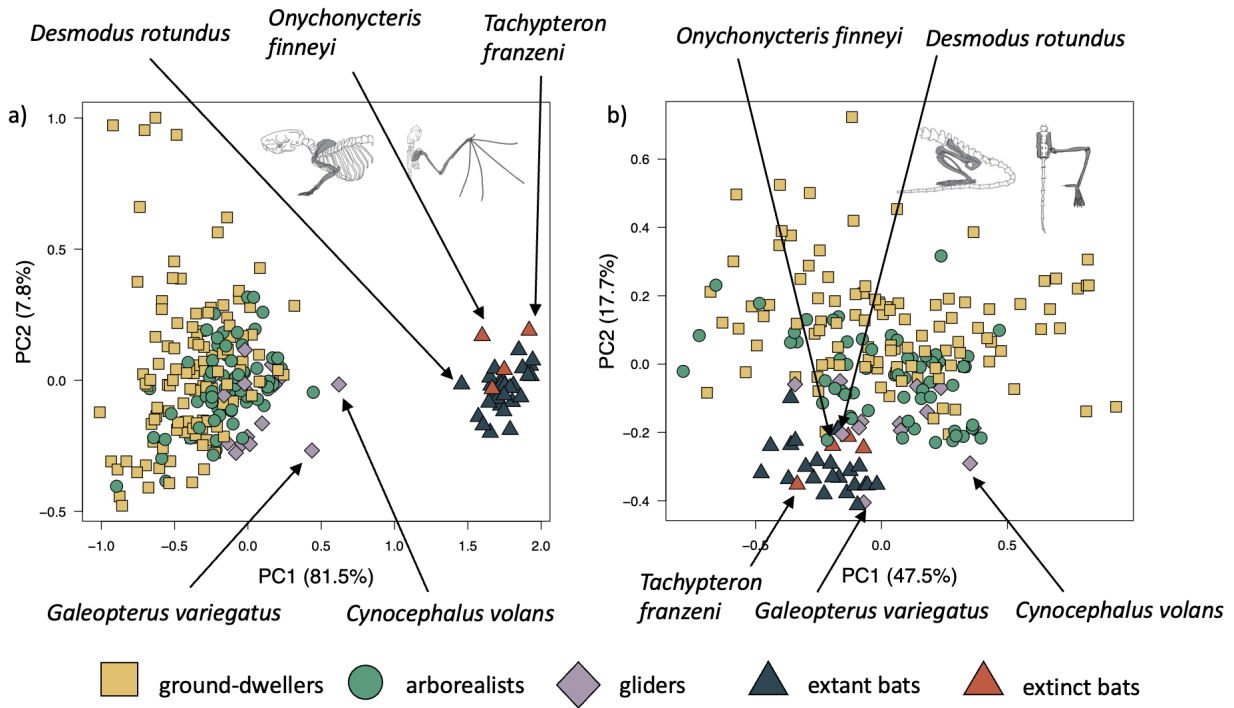 Desmodus rotundus
Onychonycteris
finneyi
Tachypteron
franzeni
Onychonycteris finneyi
Desmodus rotundus
a)
1.0
0.5
0.0
−0.5
PC2 (7.8%)
−1.0
−0.5
0.0
0.5
1.0
1.5
2.0
PC1 (81.5%)
Galeopterus variegatus
Cynocephalus volans
b)
0.6
0.4
0.2
0.0
−0.2
−0.4
PC2 (17.7%)
−0.5
0.0
0.5
PC1 (47.5%)
Tachypteron
franzeni
Galeopterus variegatus
Cynocephalus volans
ground-dwellers
arborealists
gliders
extant bats
extinct bats